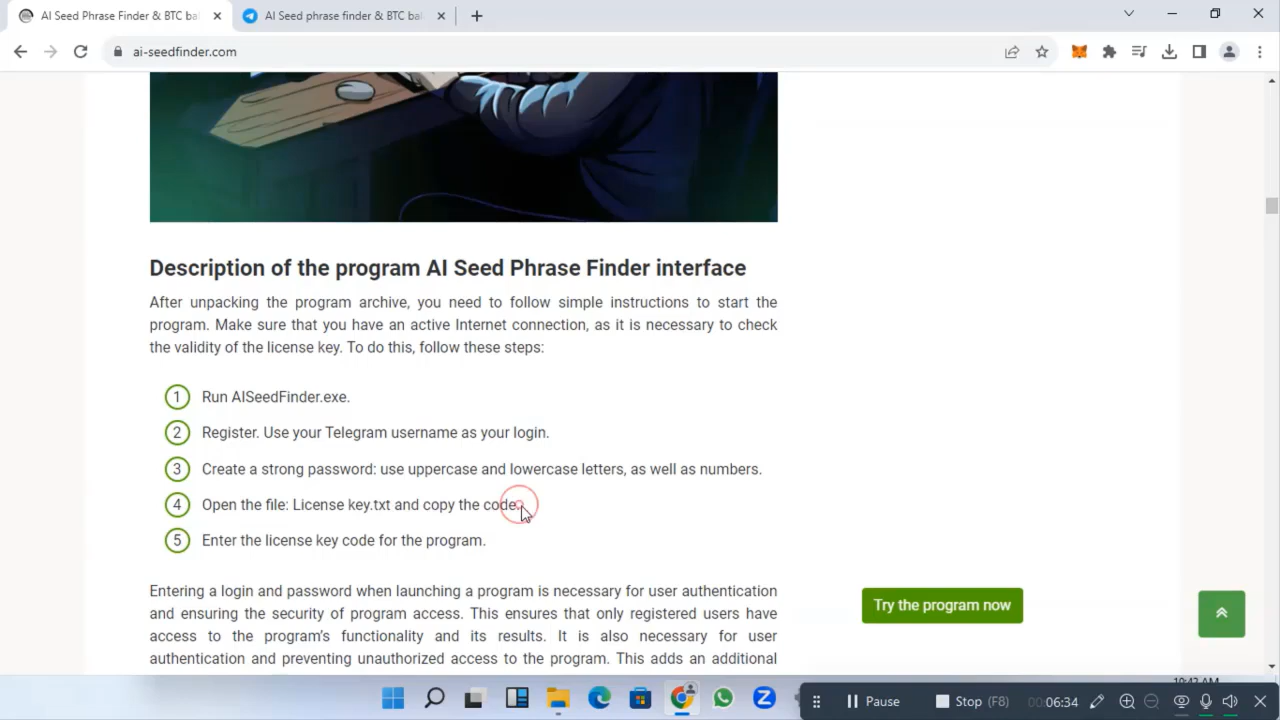 AI Seed Phrase Finder & BTC bal
AI Seed phrase finder & BTC bal
ai-seedfinder.com
Description of the program AI Seed Phrase Finder interface
After unpacking the program archive, you need to follow simple instructions to start the
program. Make sure that you have an active Internet connection, as it is necessary to check
the validity of the license key. To do this, follow these steps:
1 Run AISeedFinder.exe.
2 Register. Use your Telegram username as your login.
3 Create a strong password: use uppercase and lowercase letters, as well as numbers.
4 Open the file: License key.txt and copy the code.
5 Enter the license key code for the program.
Entering a login and password when launching a program is necessary for user authentication
and ensuring the security of program access. This ensures that only registered users have
access to the program's functionality and its results. It is also necessary for user
authentication and preventing unauthorized access to the program. This adds an additional
Try the program now
10:42 AM
Pause
Stop (F8)
00:06:34